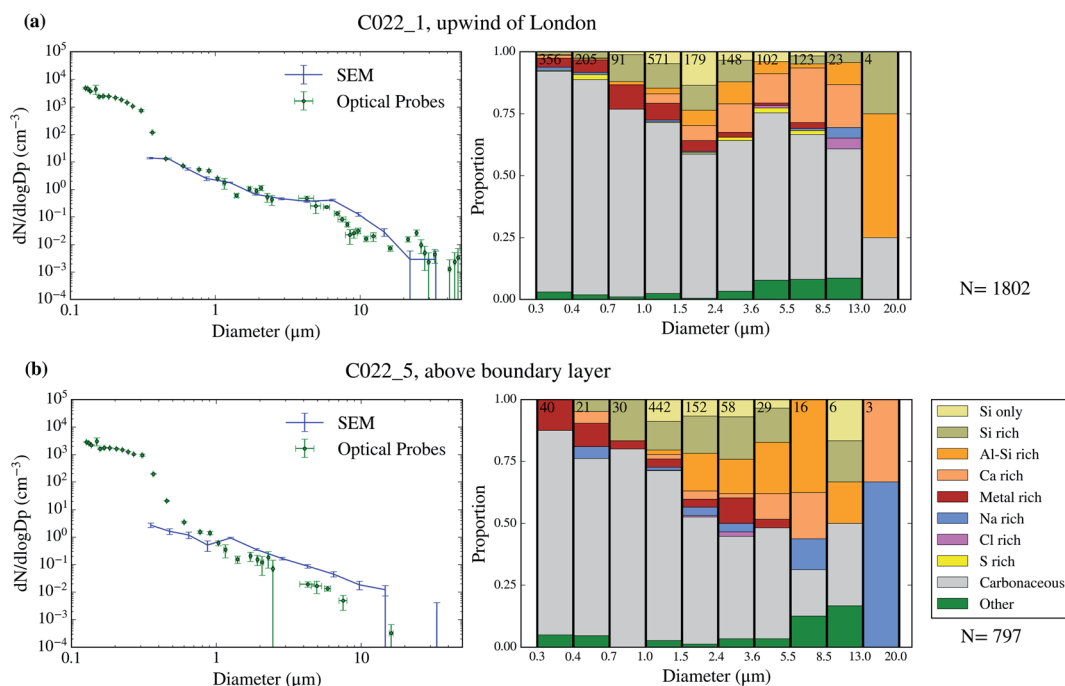 (a)
C022_1, upwind of London
10^5
10^4
10^3
10^2
10^1
10^0
10^-1
10^-2
10^-3
10^-4
dN/dlogDp (cm^-3)
SEM
Optical Probes
0.1
1
10
Diameter (µm)
1.00
0.75
0.50
0.25
0.00
Proportion
356 205 91 571 179 148 102 123 23 4
0.3 0.4 0.7 1.0 1.5 2.4 3.6 5.5 8.5 13.0 20.0
Diameter (µm)
N= 1802
(b)
C022_5, above boundary layer
10^5
10^4
10^3
10^2
10^1
10^0
10^-1
10^-2
10^-3
10^-4
dN/dlogDp (cm^-3)
SEM
Optical Probes
0.1
1
10
Diameter (µm)
1.00
0.75
0.50
0.25
0.00
Proportion
40 21 30 442 152 58 29 16 6 3
0.3 0.4 0.7 1.0 1.5 2.4 3.6 5.5 8.5 13.0 20.0
Diameter (µm)
Si only
Si rich
Al-Si rich
Ca rich
Metal rich
Na rich
Cl rich
S rich
Carbonaceous
Other
N= 797